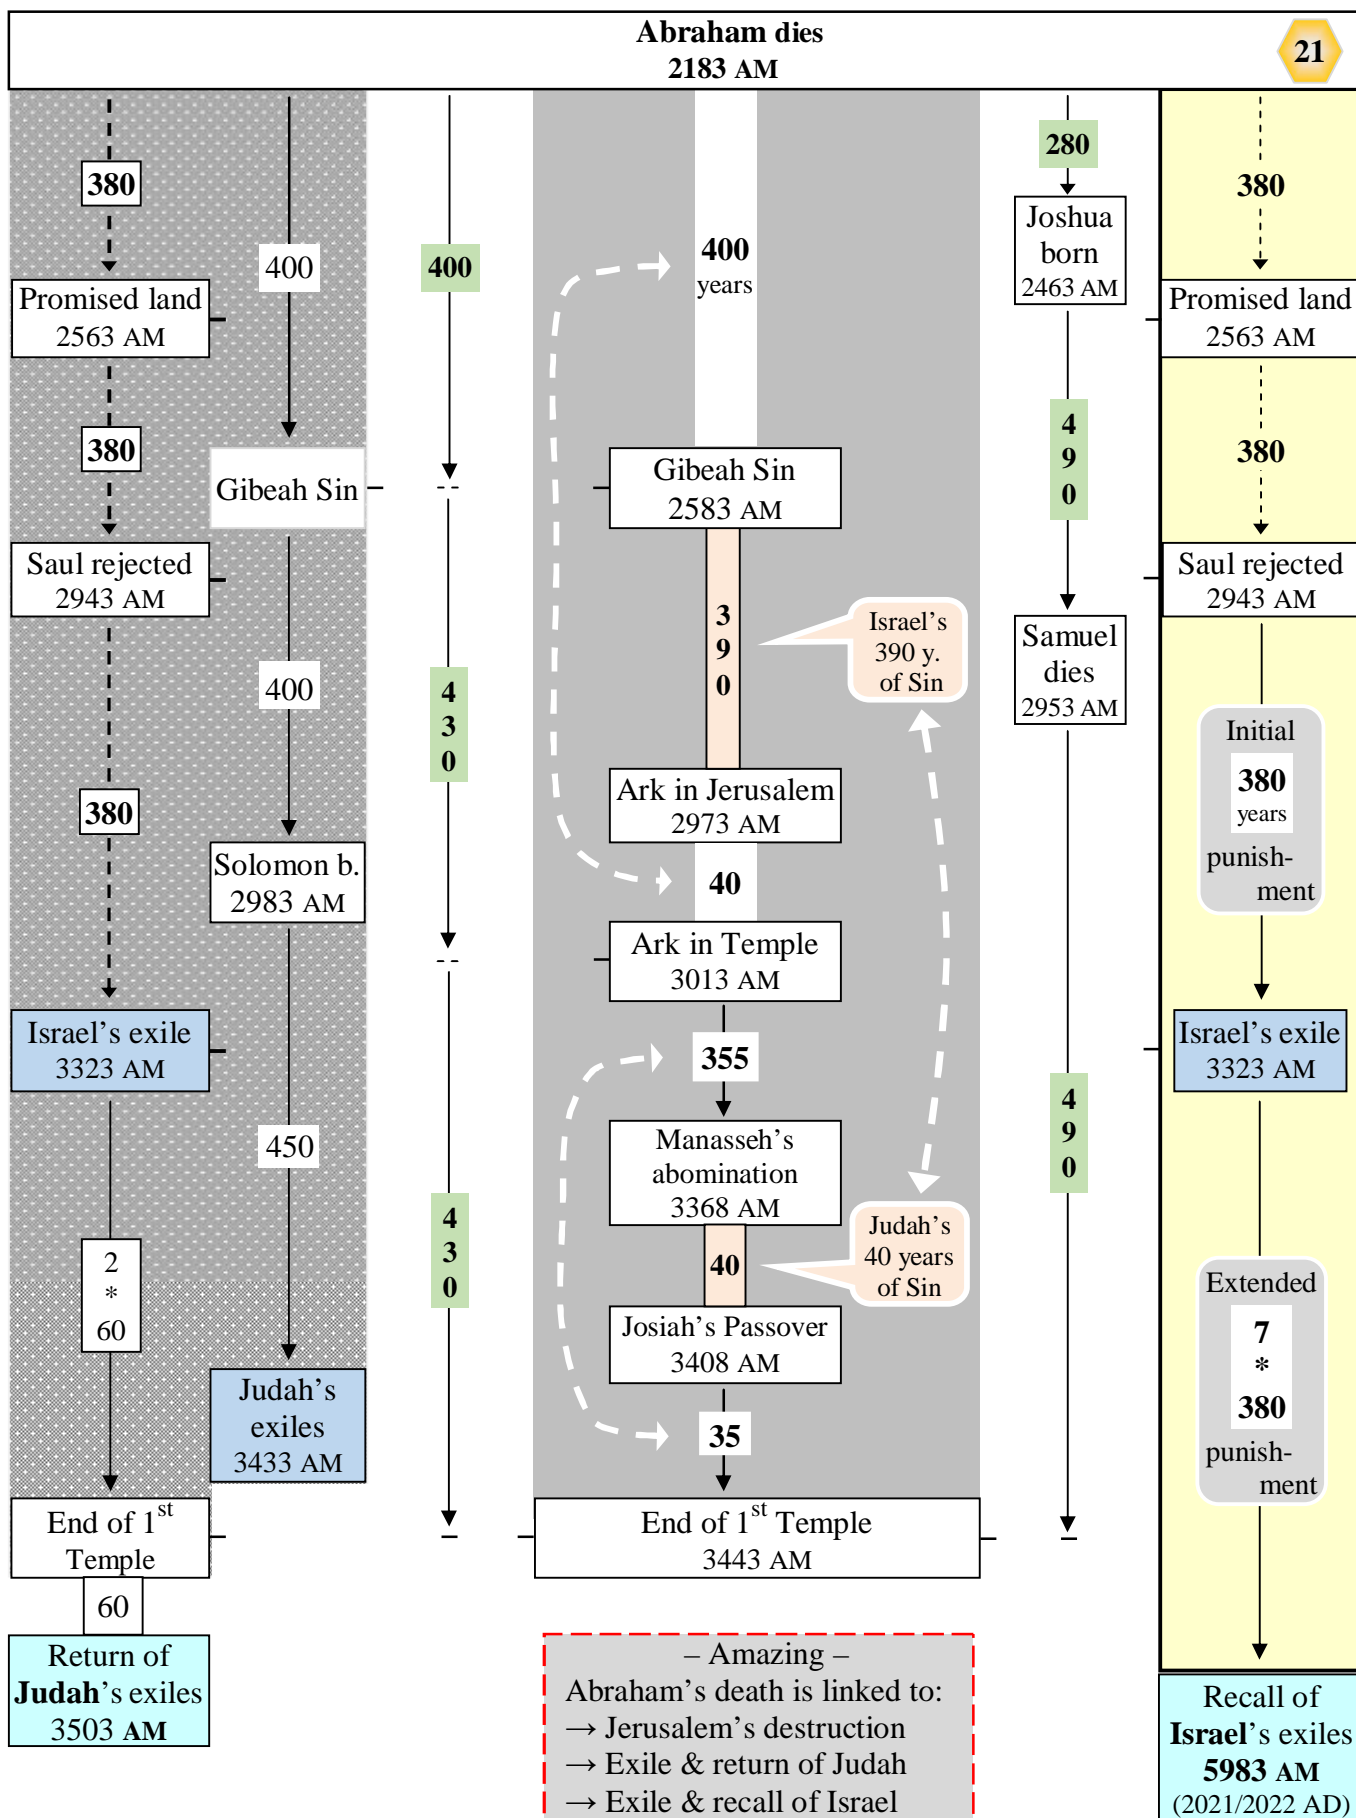 Abraham dies
2183 AM
21
380
Promised land
2563 AM
380
Saul rejected
2943 AM
380
Israel’s exile
3323 AM
2
*
60
End of 1st
Temple
60
Return of
Judah’s exiles
3503 AM
400
Gibeah Sin
400
Solomon b.
2983 AM
450
Judah’s
exiles
3433 AM
400
4
3
0
4
3
0
400
years
Gibeah Sin
2583 AM
3
9
0
Israel’s
390 y.
of Sin
Ark in Jerusalem
2973 AM
40
Ark in Temple
3013 AM
355
Manasseh’s
abomination
3368 AM
40
Judah’s
40 years
of Sin
Josiah’s Passover
3408 AM
35
End of 1st Temple
3443 AM
– Amazing –
Abraham’s death is linked to:
→ Jerusalem’s destruction
→ Exile & return of Judah
→ Exile & recall of Israel
280
Joshua
born
2463 AM
4
9
0
Samuel
dies
2953 AM
4
9
0
380
Promised land
2563 AM
380
Saul rejected
2943 AM
Initial
380
years
punish-
ment
Israel’s exile
3323 AM
Extended
7
*
380
punish-
ment
Recall of
Israel’s exiles
5983 AM
(2021/2022 AD)